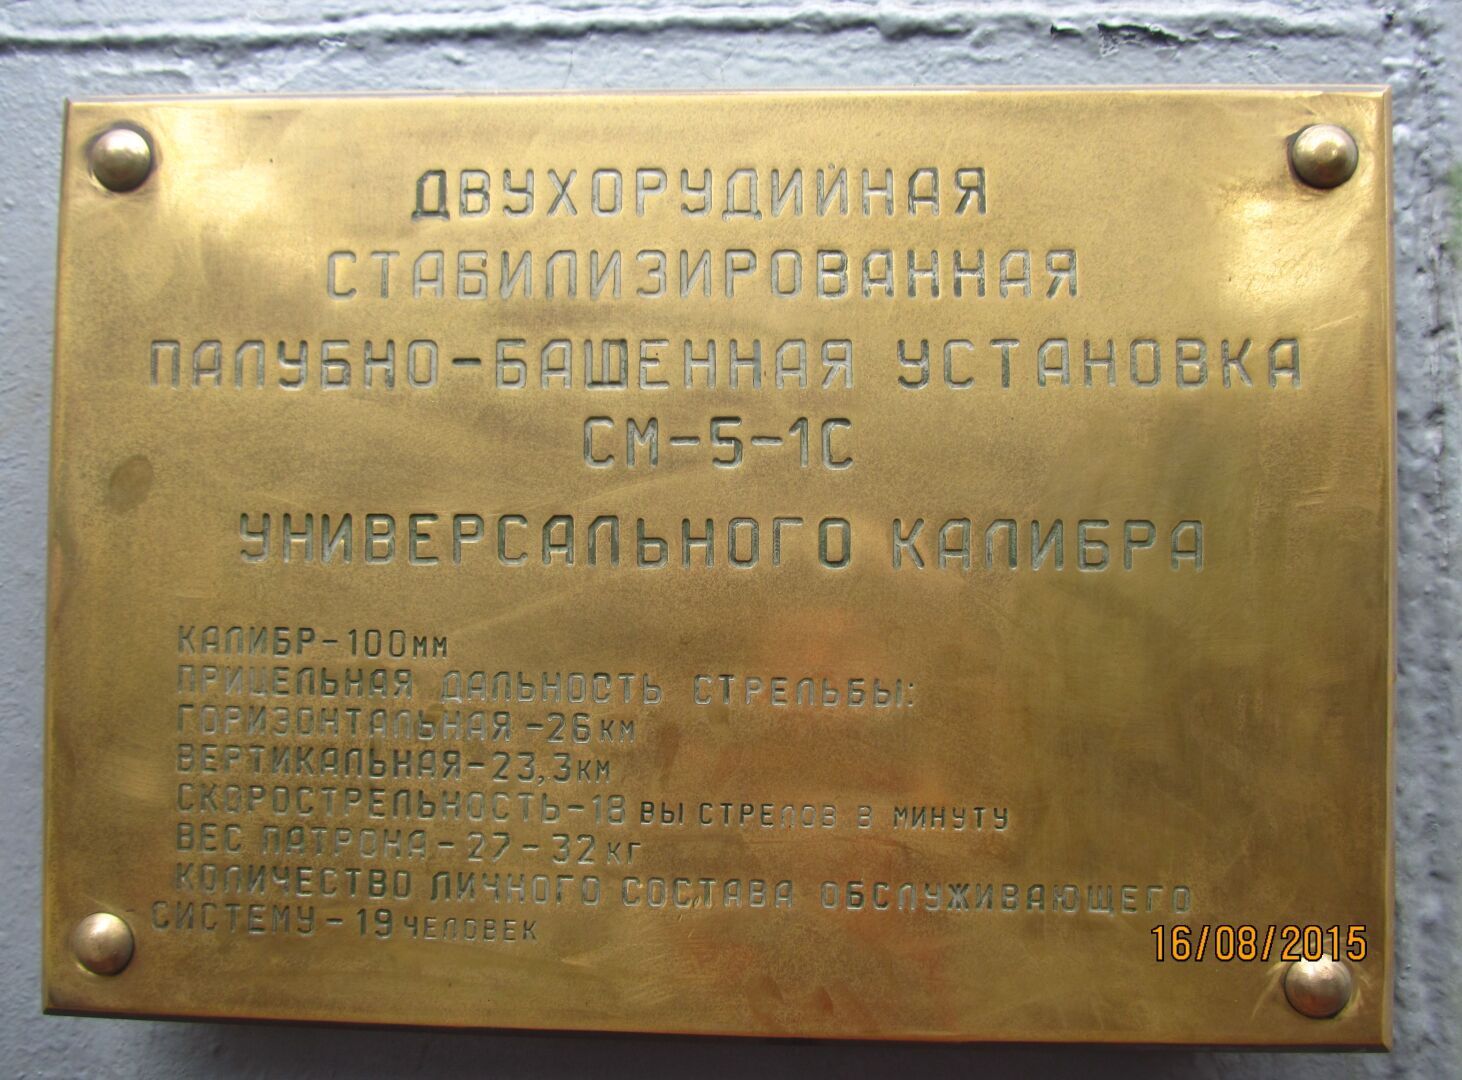 ДВУХОРУДИЙНАЯ
СТАБИЛИЗИРОВАННАЯ
ПАЛУБНО-БАШЕННАЯ УСТАНОВКА
СМ-5-1С
УНИВЕРСАЛЬНОГО КАЛИБРА
КАЛИБР-100мм
ПРИЦЕЛЬНАЯ ДАЛЬНОСТЬ СТРЕЛЬБЫ:
ГОРИЗОНТАЛЬНАЯ-26км
ВЕРТИКАЛЬНАЯ-23,3км
СКОРОСТРЕЛЬНОСТЬ-18 ВЫСТРЕЛОВ В МИНУТУ
ВЕС ПАТРОНА-27-32кг
КОЛИЧЕСТВО ЛИЧНОГО СОСТАВА ОБСЛУЖИВАЮЩЕГО
СИСТЕМУ-19 ЧЕЛОВЕК
16/08/2015